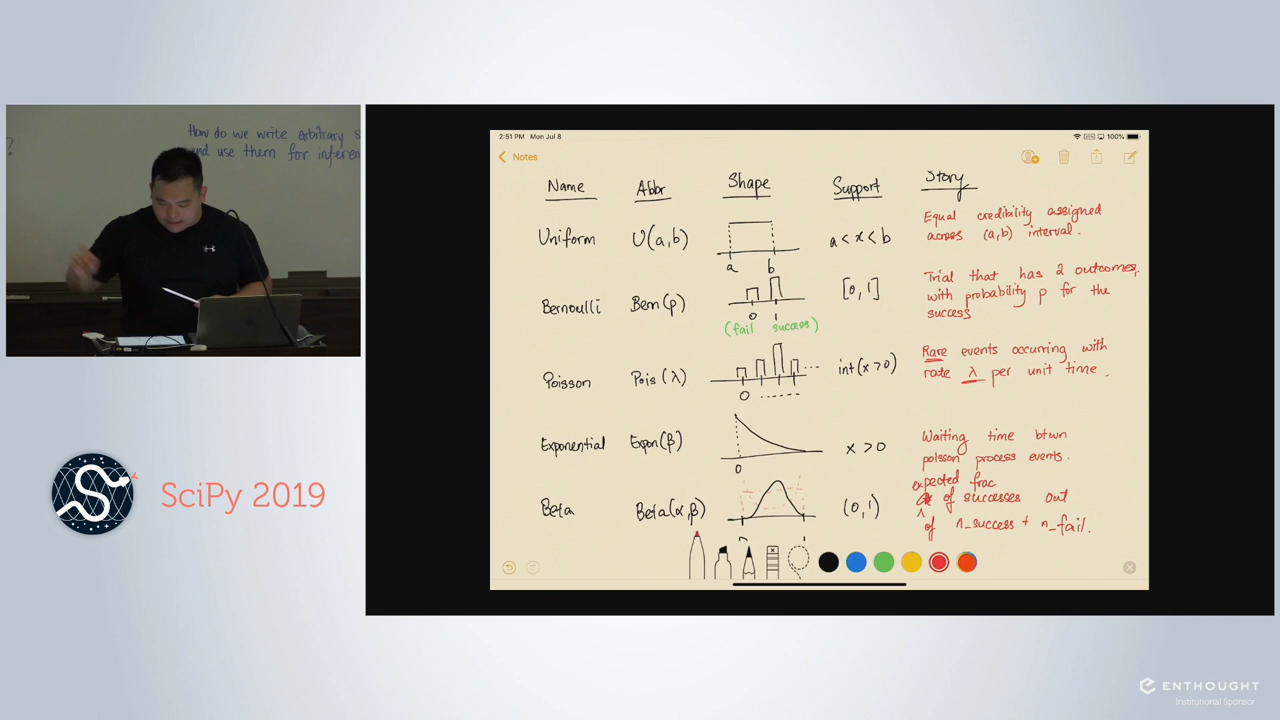 ?
How do we write arbitrary s
and use them for inferen
SciPy 2019
2:51 PM Mon Jul 8
100%
Notes
Name Abbr Shape Support Story
Uniform U(a,b) a b a < x < b
Equal credibility assigned
across (a,b) interval.
Bernoulli Bern(p) 0 1 [0,1]
(fail success)
Trial that has 2 outcomes,
with probability p for the
success
Poisson Pois(λ) 0 int(x>0)
Rare events occurring with
rate λ per unit time.
Exponential Expon(β) 0 x > 0
Waiting time btwn
poisson process events.
Beta Beta(α,β) (0,1)
expected frac
of successes out
of n_success + n_fail.
ENTHOUGHT
Institutional Sponsor